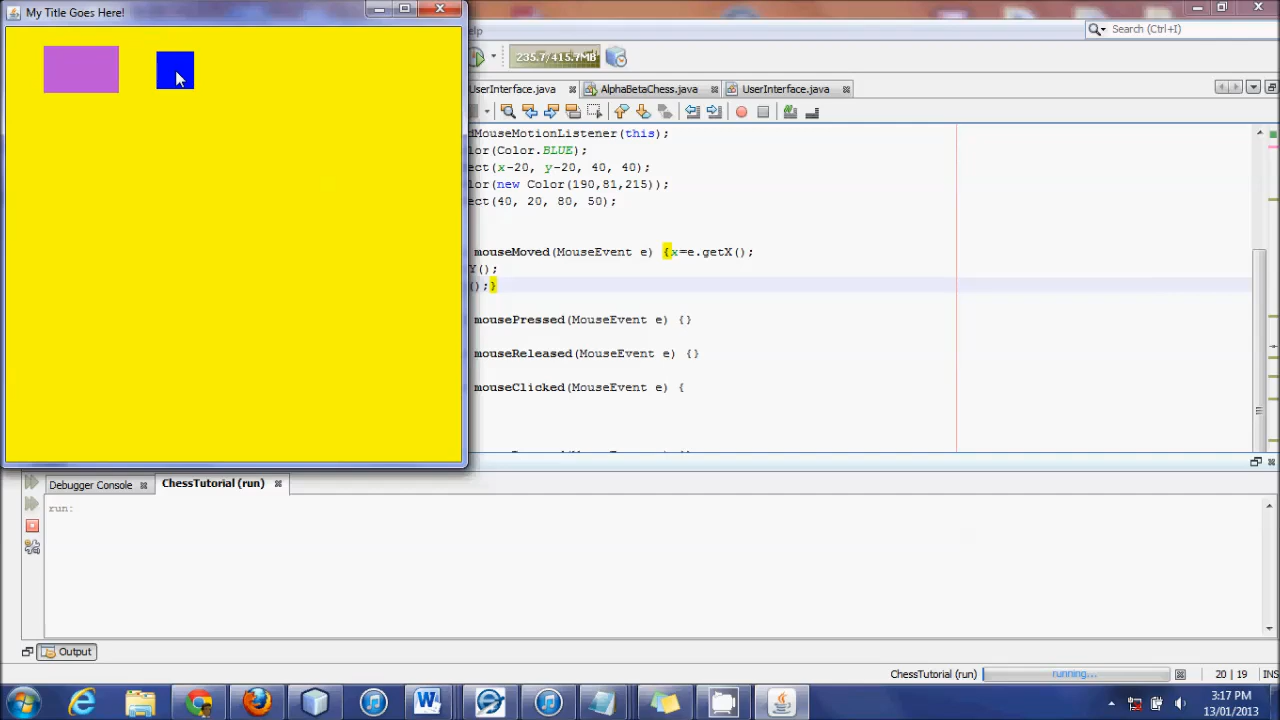 My Title Goes Here!
Search (Ctrl+I)
235.7/415.7MB
UserInterface.java
AlphaBetaChess.java
UserInterface.java
dMouseMotionListener(this);
lor(Color.BLUE);
ect(x-20, y-20, 40, 40);
lor(new Color(190,81,215));
ect(40, 20, 80, 50);
mouseMoved(MouseEvent e) {x=e.getX();
Y();
();}
mousePressed(MouseEvent e) {}
mouseReleased(MouseEvent e) {}
mouseClicked(MouseEvent e) {
Debugger Console
ChessTutorial (run)
run:
Output
ChessTutorial (run)
running...
20 | 19
INS
3:17 PM
13/01/2013